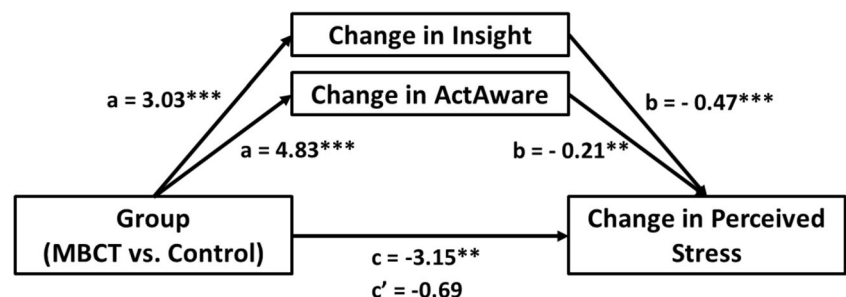 Change in Insight
Change in ActAware
a = 3.03***
b = - 0.47***
a = 4.83***
b = - 0.21**
Group
(MBCT vs. Control)
Change in Perceived
Stress
c = -3.15**
c’ = -0.69